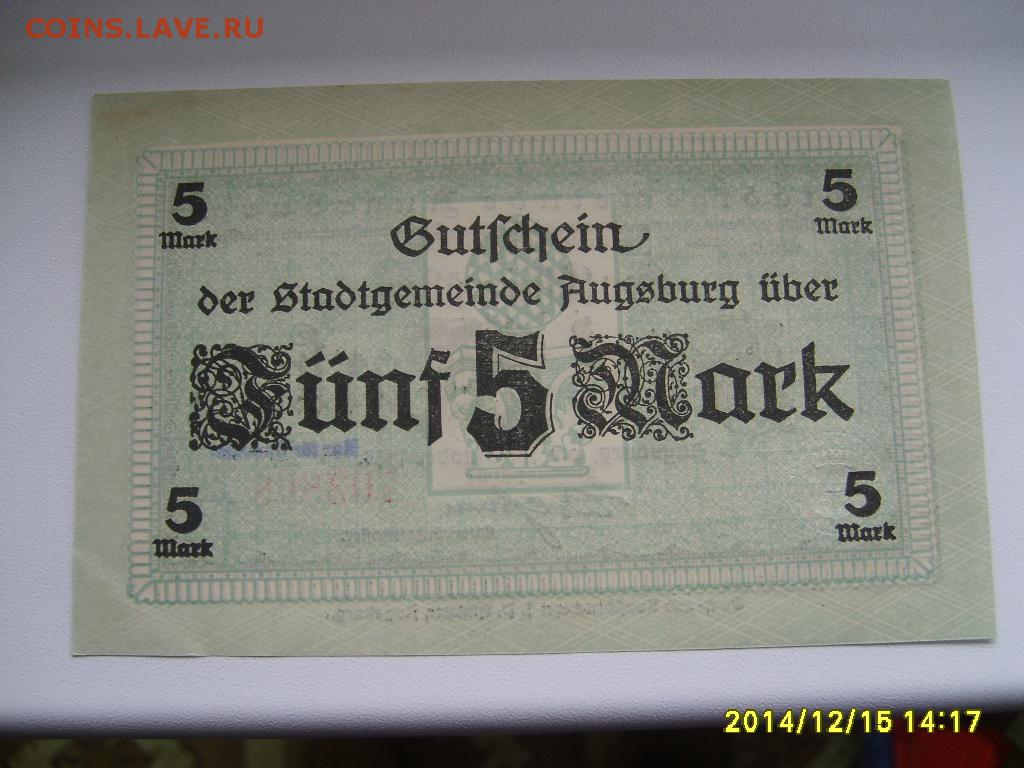 COINS.LAVE.RU
5
Mark
5
Mark
Gutschein
der Stadtgemeinde Augsburg über
Fünf 5 Mark
5
Mark
5
Mark
2014/12/15 14:17